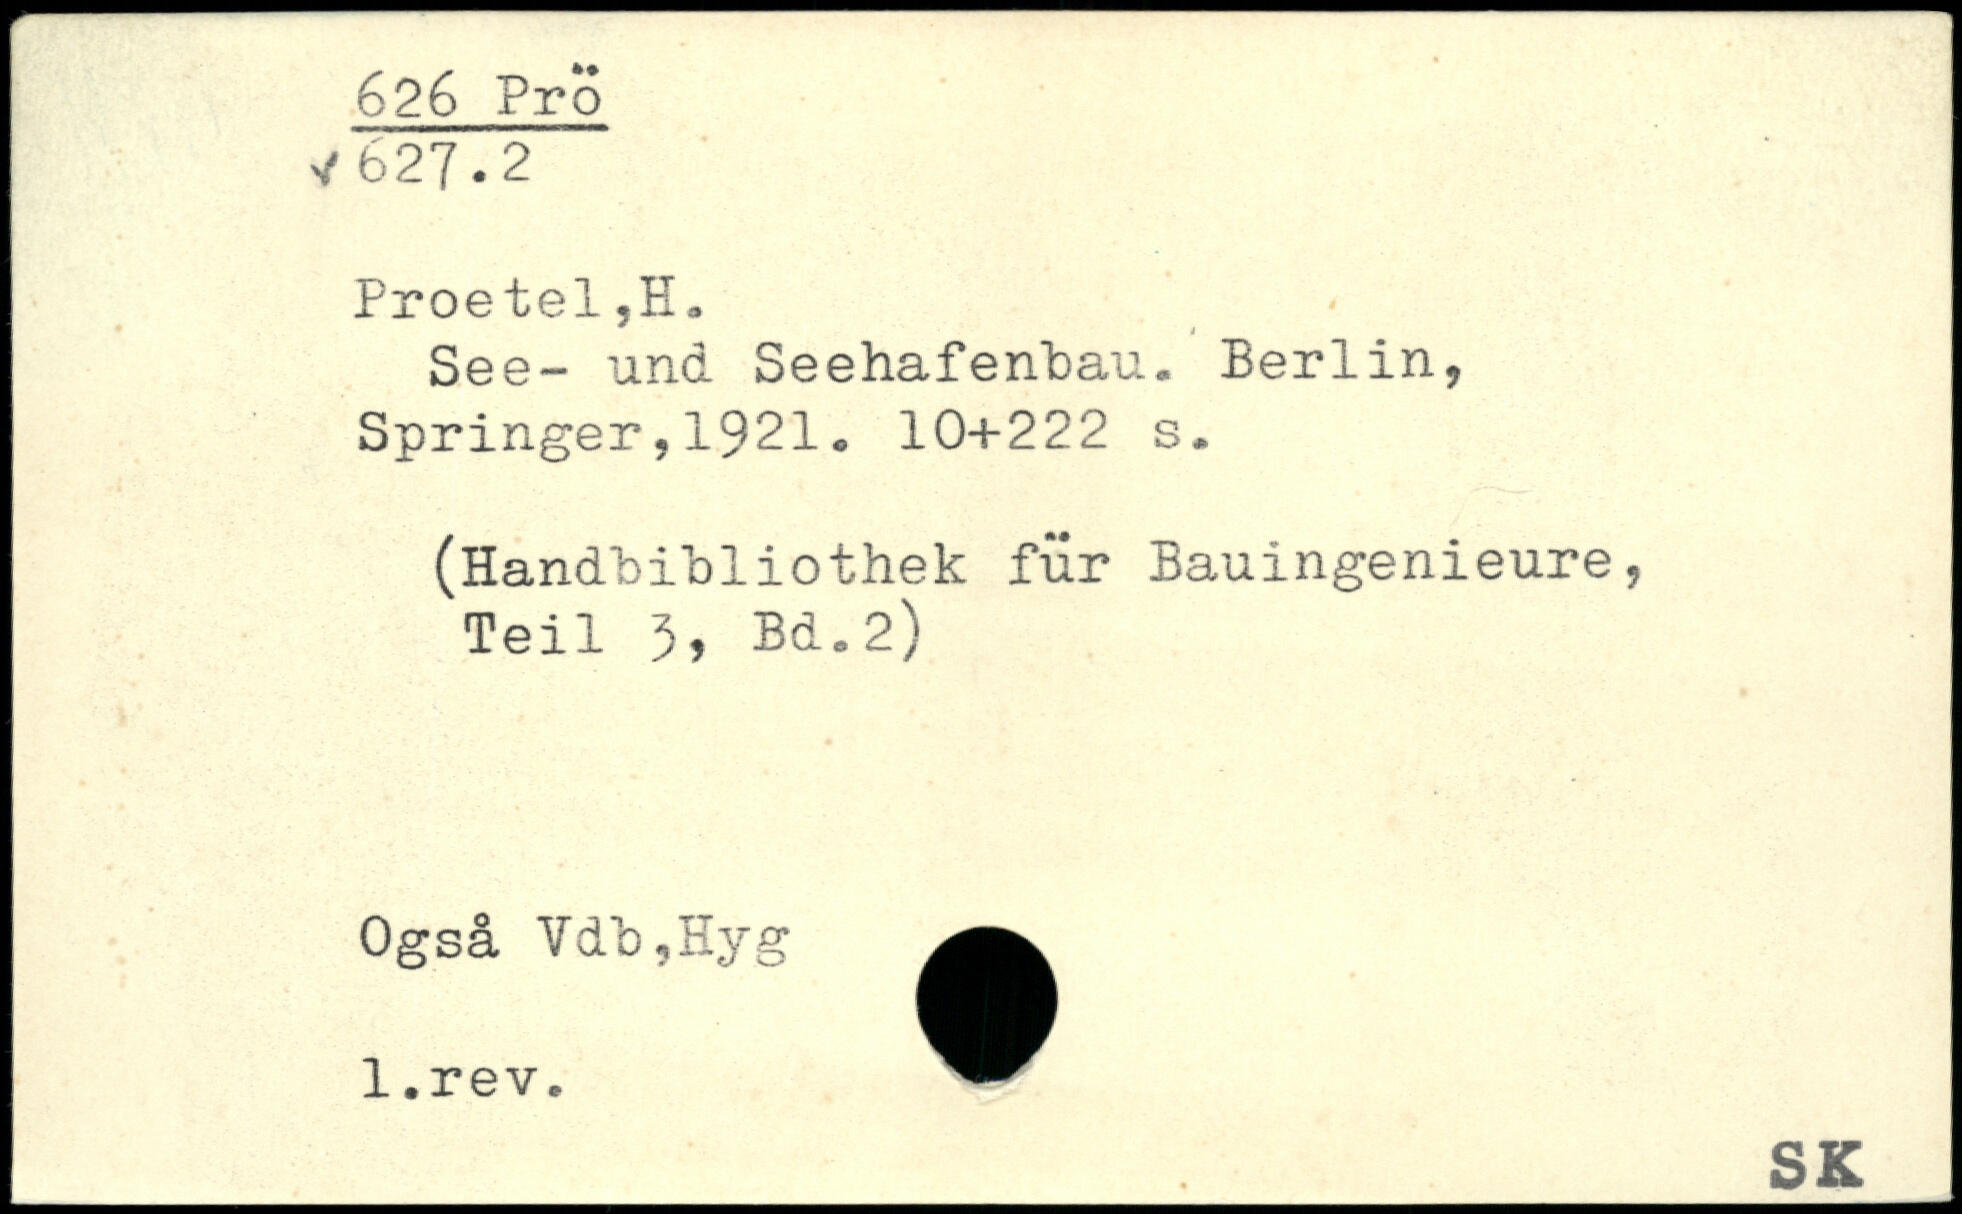 626 Prö
627.2
Proetel,H.
See- und Seehafenbau. Berlin,
Springer,1921. 10+222 s.
(Handbibliothek für Bauingenieure,
Teil 3, Bd.2)
Også Vdb,Hyg
1.rev.
SK